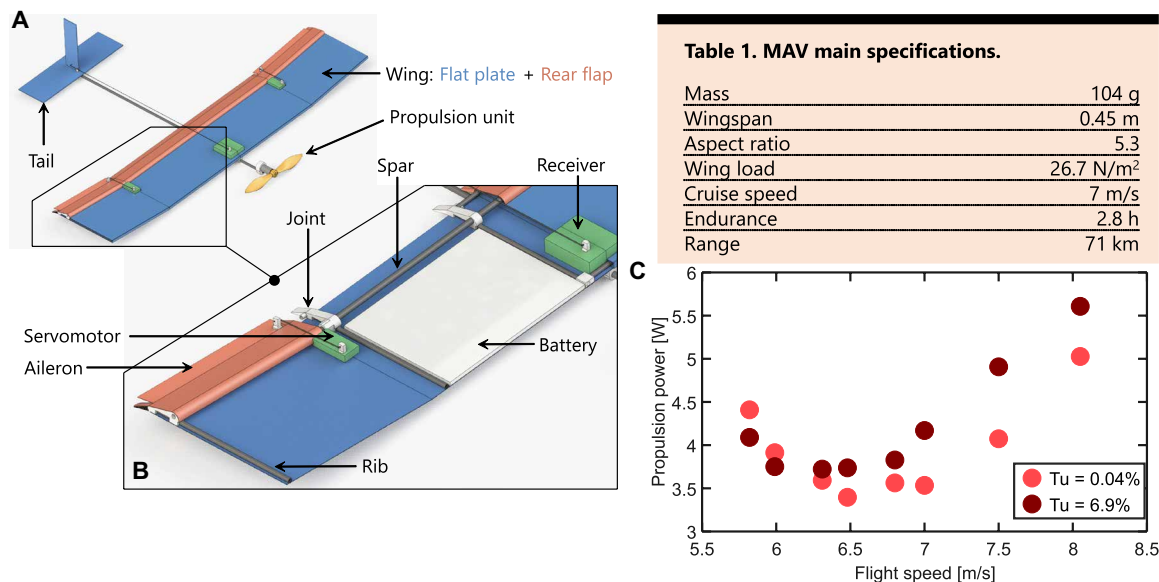 A
Wing: Flat plate + Rear flap
Propulsion unit
Tail
Spar
Receiver
Joint
Servomotor
Aileron
Battery
Rib
B
Table 1. MAV main specifications.
Mass 104 g
Wingspan 0.45 m
Aspect ratio 5.3
Wing load 26.7 N/m²
Cruise speed 7 m/s
Endurance 2.8 h
Range 71 km
C
6
5.5
5
4.5
4
3.5
3
Propulsion power [W]
Tu = 0.04%
Tu = 6.9%
5.5 6 6.5 7 7.5 8 8.5
Flight speed [m/s]